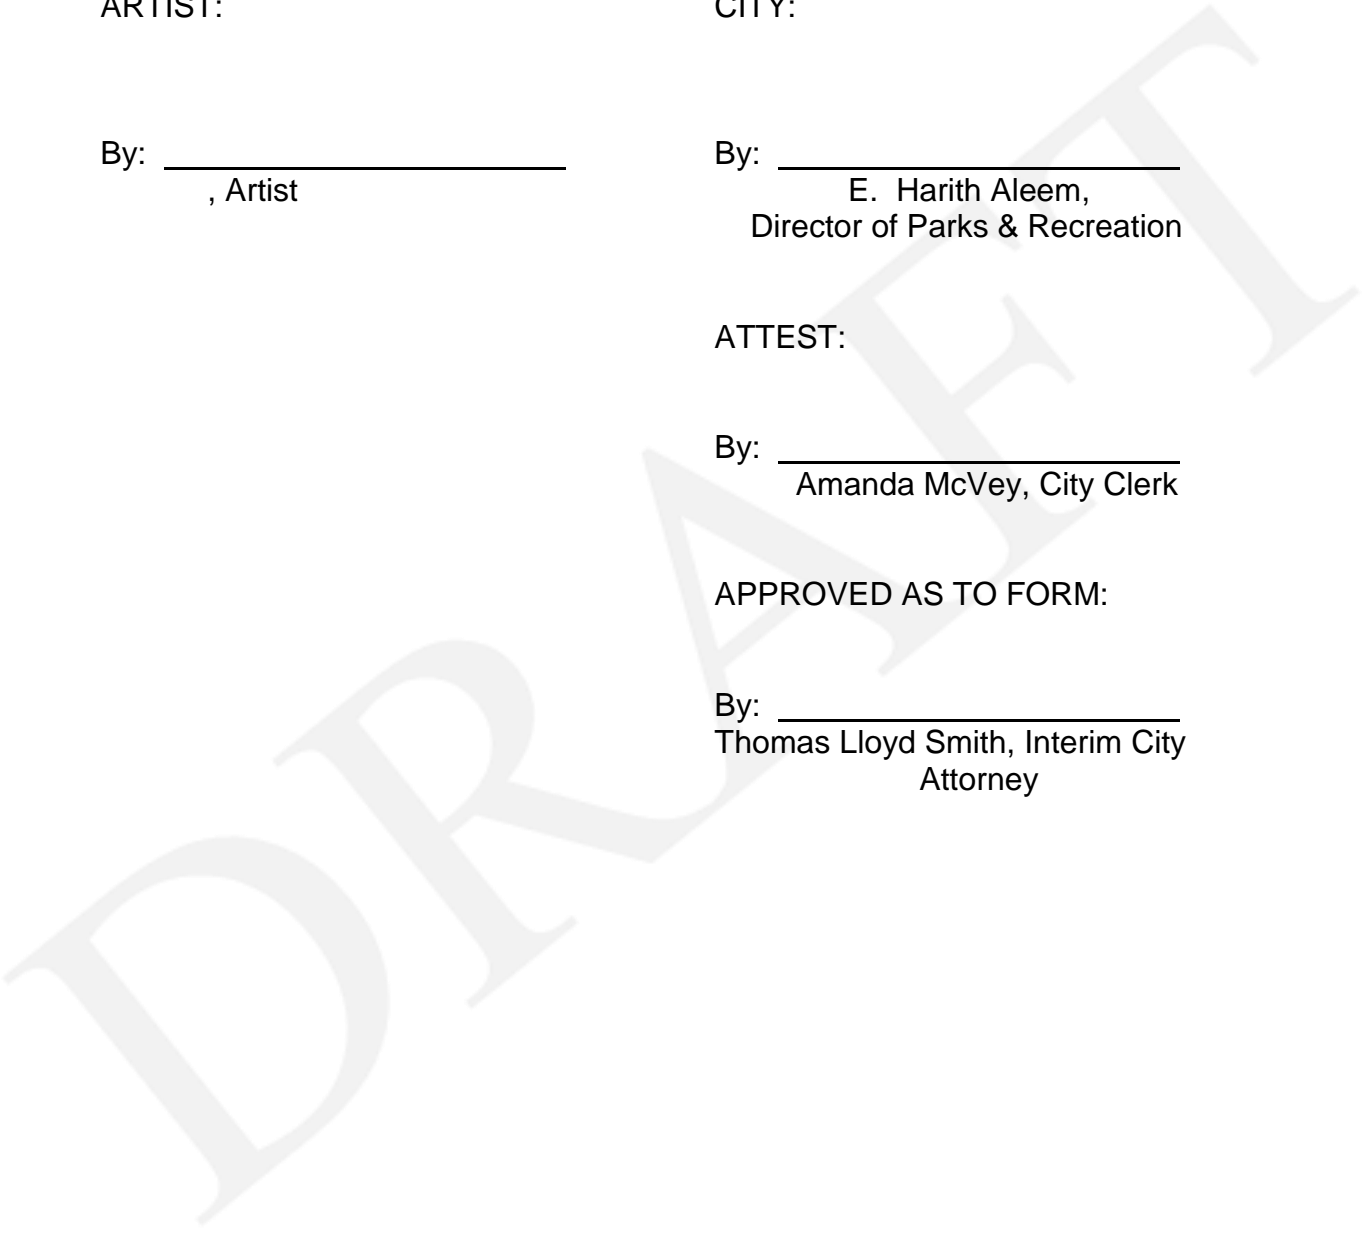 ARTIST:
CITY:
By:
, Artist
By:
E. Harith Aleem,
Director of Parks & Recreation
ATTEST:
By:
Amanda McVey, City Clerk
APPROVED AS TO FORM:
By:
Thomas Lloyd Smith, Interim City
Attorney
DRAFT